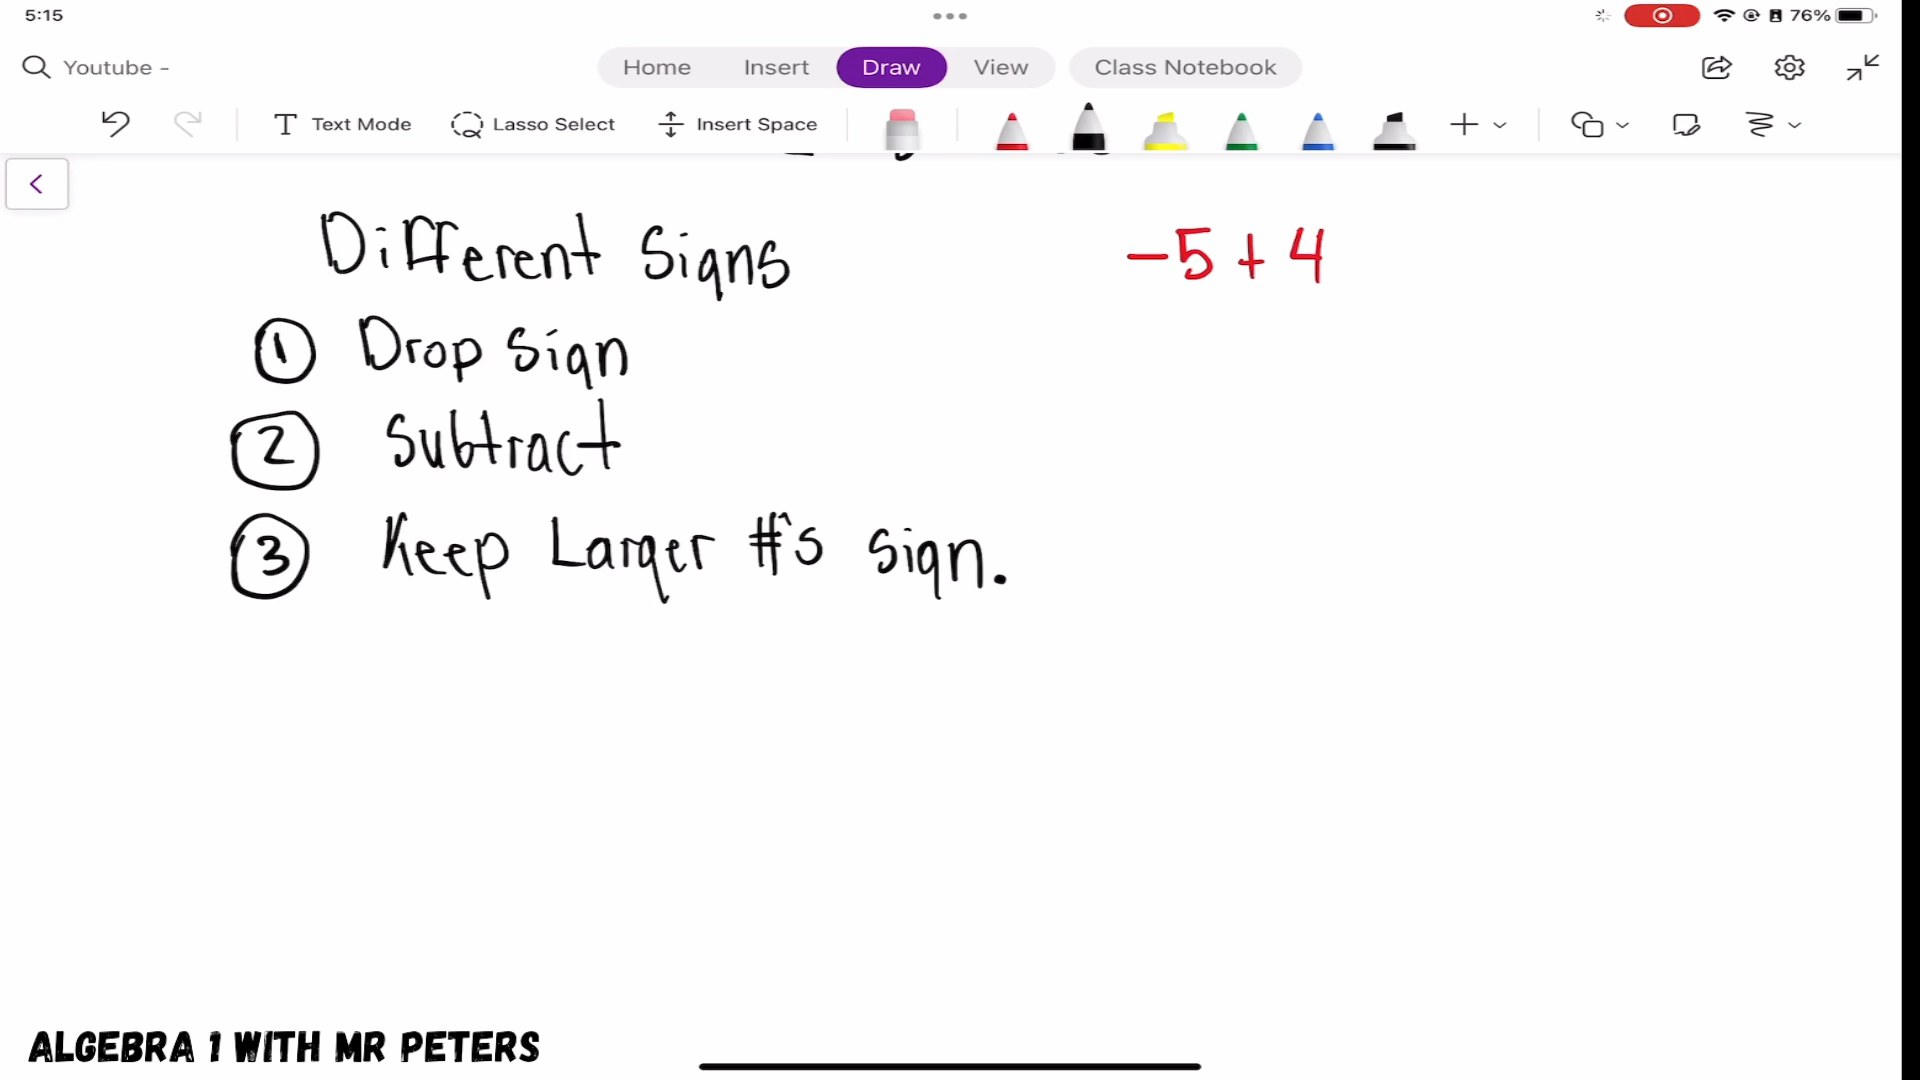 5:15
76%
Youtube -
Home Insert Draw View Class Notebook
Text Mode Lasso Select Insert Space
Different Signs -5 + 4
1 Drop sign
2 Subtract
3 Keep Larger #'s sign.
ALGEBRA 1 WITH MR PETERS